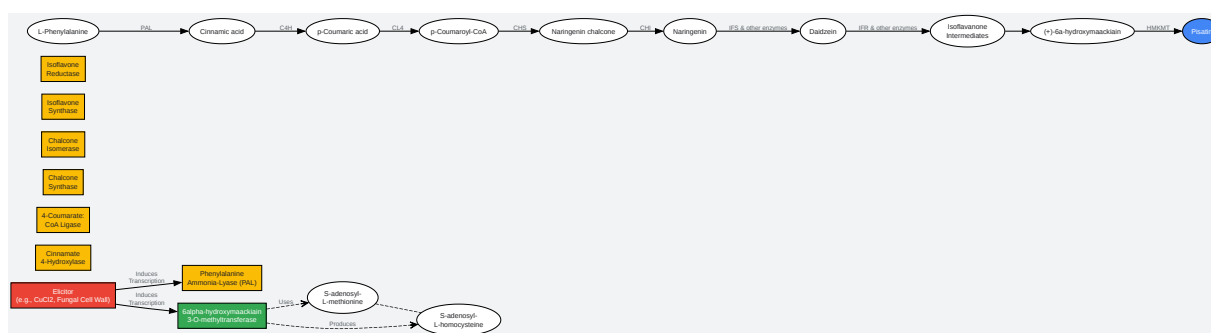 L-Phenylalanine
PAL
Cinnamic acid
C4H
p-Coumaric acid
CL4
p-Coumaroyl-CoA
CHS
Naringenin chalcone
CHI
Naringenin
IFS & other enzymes
Daidzein
IFR & other enzymes
Isoflavanone
Intermediates
(+)-6a-hydroxymaackiain
HMKMT
Pisatin
Isoflavone
Reductase
Isoflavone
Synthase
Chalcone
Isomerase
Chalcone
Synthase
4-Coumarate:
CoA Ligase
Cinnamate
4-Hydroxylase
Elicitor
(e.g., CuCl2, Fungal Cell Wall)
Induces
Transcription
Induces
Transcription
Phenylalanine
Ammonia-Lyase (PAL)
6alpha-hydroxymaackiain
3-O-methyltransferase
Uses
Produces
S-adenosyl-
L-methionine
S-adenosyl-
L-homocysteine